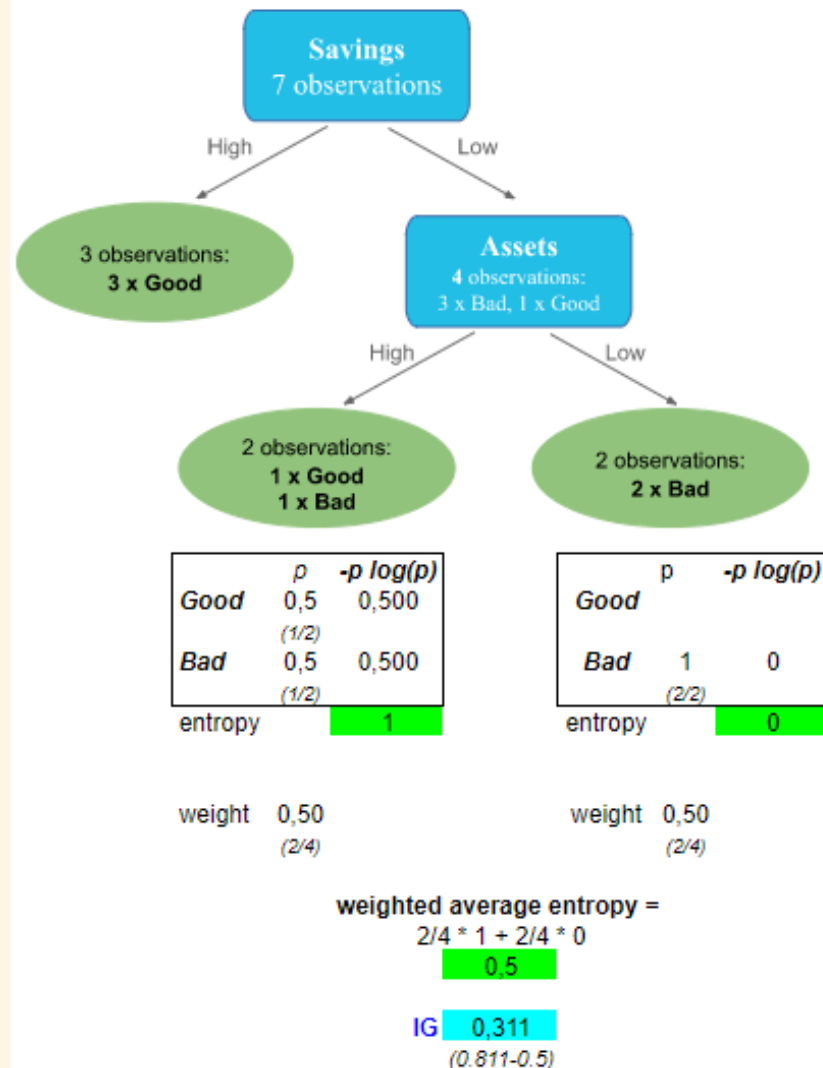 Savings
7 observations
High
Low
3 observations:
3 x Good
Assets
4 observations:
3 x Bad, 1 x Good
High
Low
2 observations:
1 x Good
1 x Bad
2 observations:
2 x Bad
p -p log(p)
Good 0,5 0,500
(1/2)
Bad 0,5 0,500
(1/2)
entropy 1
weight 0,50
(2/4)
p -p log(p)
Good
Bad 1 0
(2/2)
entropy 0
weight 0,50
(2/4)
weighted average entropy =
2/4 * 1 + 2/4 * 0
0,5
IG 0,311
(0.811-0.5)